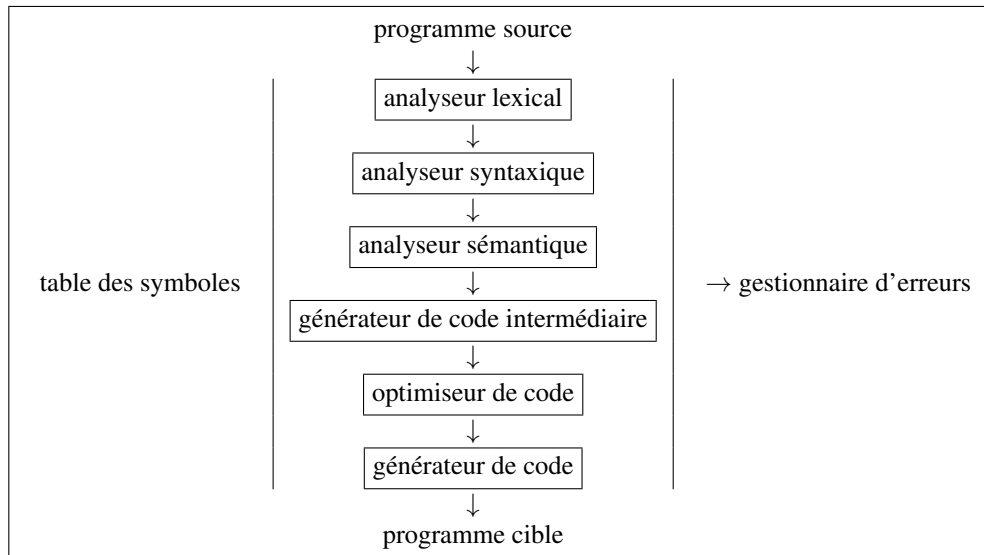 programme source
↓
analyseur lexical
↓
analyseur syntaxique
↓
analyseur sémantique
↓
table des symboles
→ gestionnaire d'erreurs
générateur de code intermédiaire
↓
optimiseur de code
↓
générateur de code
↓
programme cible